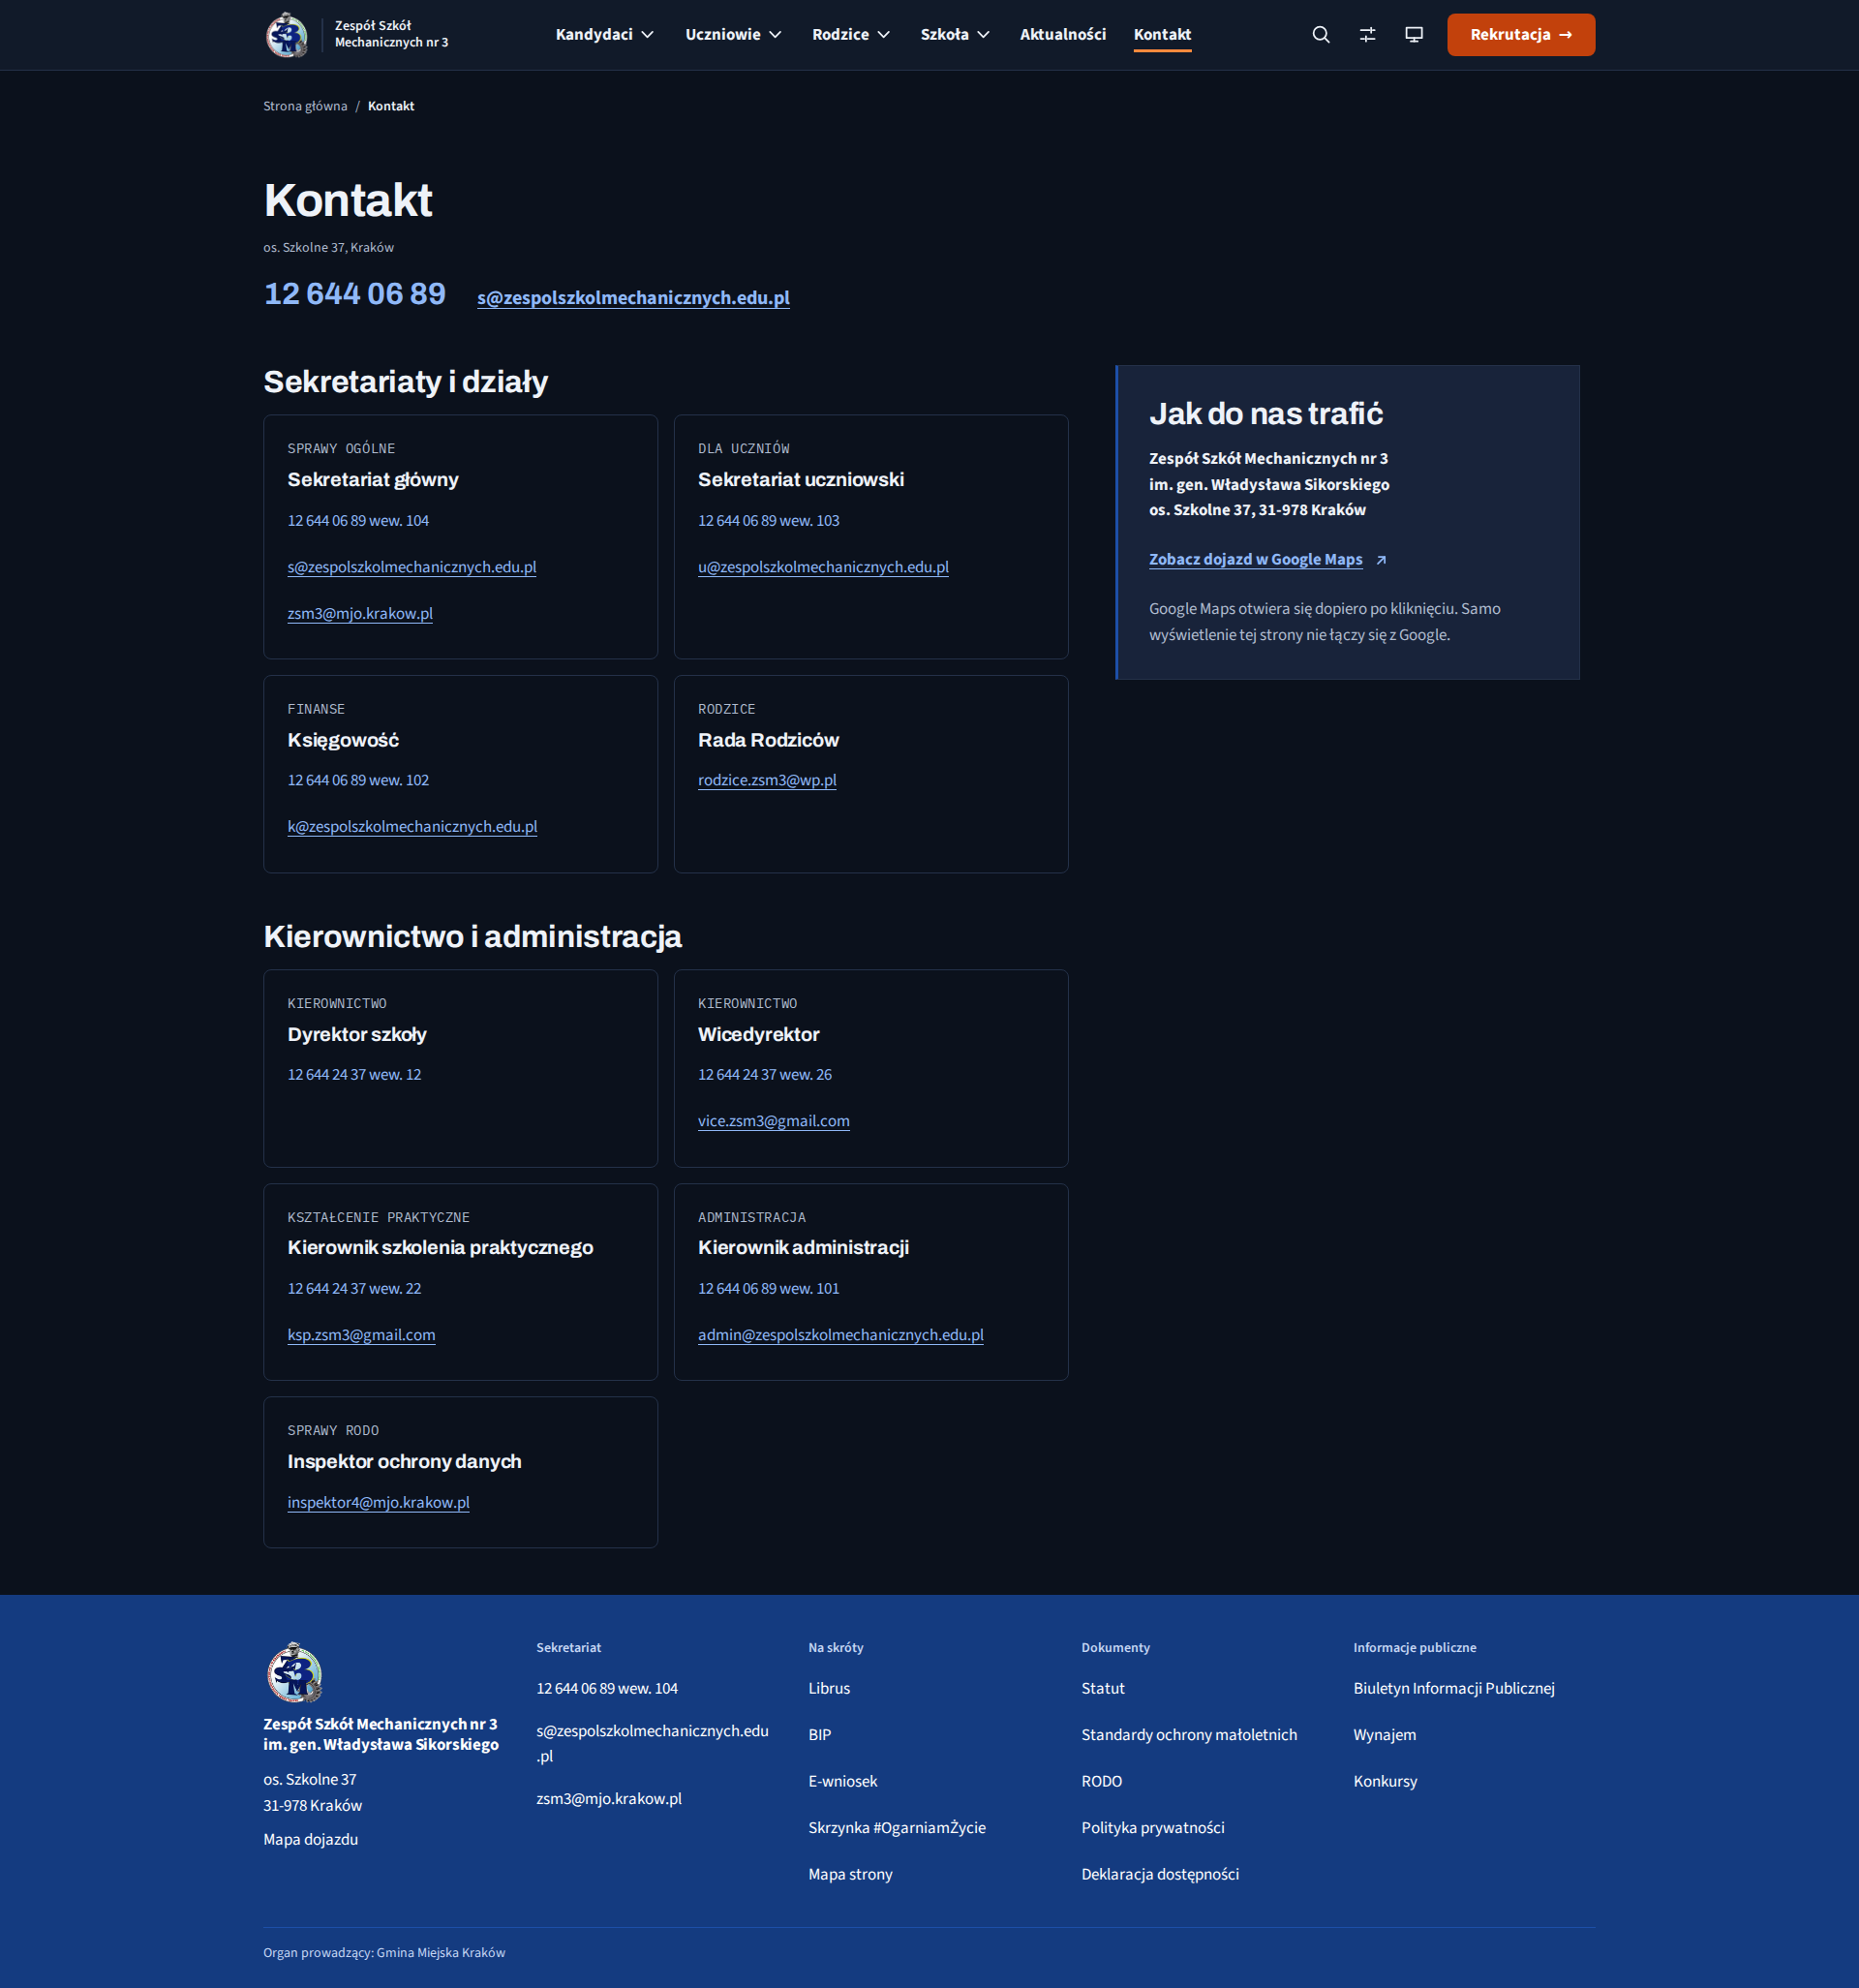 Zespół Szkół
Mechanicznych nr 3
Kandydaci
Uczniowie
Rodzice
Szkoła
Aktualności
Kontakt
Rekrutacja →
Strona główna / Kontakt
Kontakt
os. Szkolne 37, Kraków
12 644 06 89
s@zespolszkolmechanicznych.edu.pl
Sekretariaty i działy
SPRAWY OGÓLNE
Sekretariat główny
12 644 06 89 wew. 104
s@zespolszkolmechanicznych.edu.pl
zsm3@mjo.krakow.pl
DLA UCZNIÓW
Sekretariat uczniowski
12 644 06 89 wew. 103
u@zespolszkolmechanicznych.edu.pl
FINANSE
Księgowość
12 644 06 89 wew. 102
k@zespolszkolmechanicznych.edu.pl
RODZICE
Rada Rodziców
rodzice.zsm3@wp.pl
Jak do nas trafić
Zespół Szkół Mechanicznych nr 3
im. gen. Władysława Sikorskiego
os. Szkolne 37, 31-978 Kraków
Zobacz dojazd w Google Maps ↗
Google Maps otwiera się dopiero po kliknięciu. Samo
wyświetlenie tej strony nie łączy się z Google.
Kierownictwo i administracja
KIEROWNICTWO
Dyrektor szkoły
12 644 24 37 wew. 12
KIEROWNICTWO
Wicedyrektor
12 644 24 37 wew. 26
vice.zsm3@gmail.com
KSZTAŁCENIE PRAKTYCZNE
Kierownik szkolenia praktycznego
12 644 24 37 wew. 22
ksp.zsm3@gmail.com
ADMINISTRACJA
Kierownik administracji
12 644 06 89 wew. 101
admin@zespolszkolmechanicznych.edu.pl
SPRAWY RODO
Inspektor ochrony danych
inspektor4@mjo.krakow.pl
Zespół Szkół Mechanicznych nr 3
im. gen. Władysława Sikorskiego
os. Szkolne 37
31-978 Kraków
Mapa dojazdu
Sekretariat
12 644 06 89 wew. 104
s@zespolszkolmechanicznych.edu
.pl
zsm3@mjo.krakow.pl
Na skróty
Librus
BIP
E-wniosek
Skrzynka #OgarniamŻycie
Mapa strony
Dokumenty
Statut
Standardy ochrony małoletnich
RODO
Polityka prywatności
Deklaracja dostępności
Informacje publiczne
Biuletyn Informacji Publicznej
Wynajem
Konkursy
Organ prowadzący: Gmina Miejska Kraków